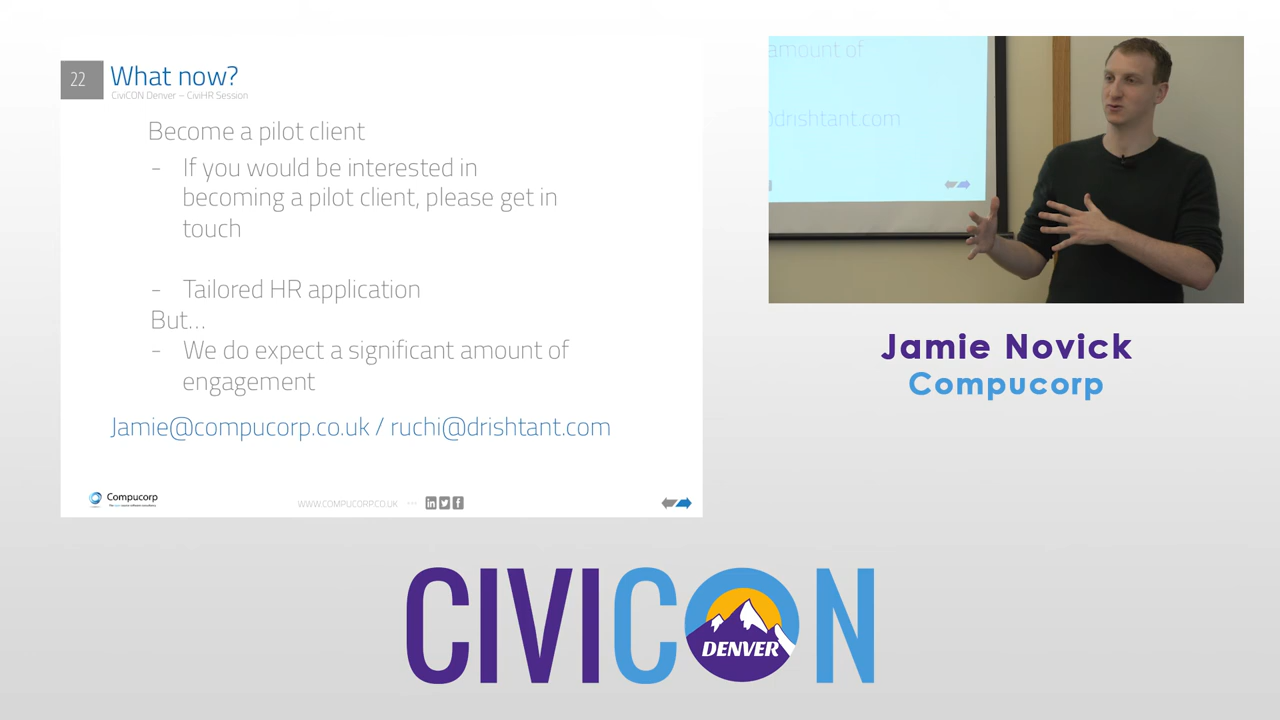 22
What now?
CiviCON Denver – CiviHR Session
Become a pilot client
- If you would be interested in
becoming a pilot client, please get in
touch
- Tailored HR application
But...
- We do expect a significant amount of
engagement
Jamie@compucorp.co.uk / ruchi@drishtant.com
Compucorp
WWW.COMPUCORP.CO.UK
in
f
amount of
@drishtant.com
Jamie Novick
Compucorp
CIVICON
DENVER